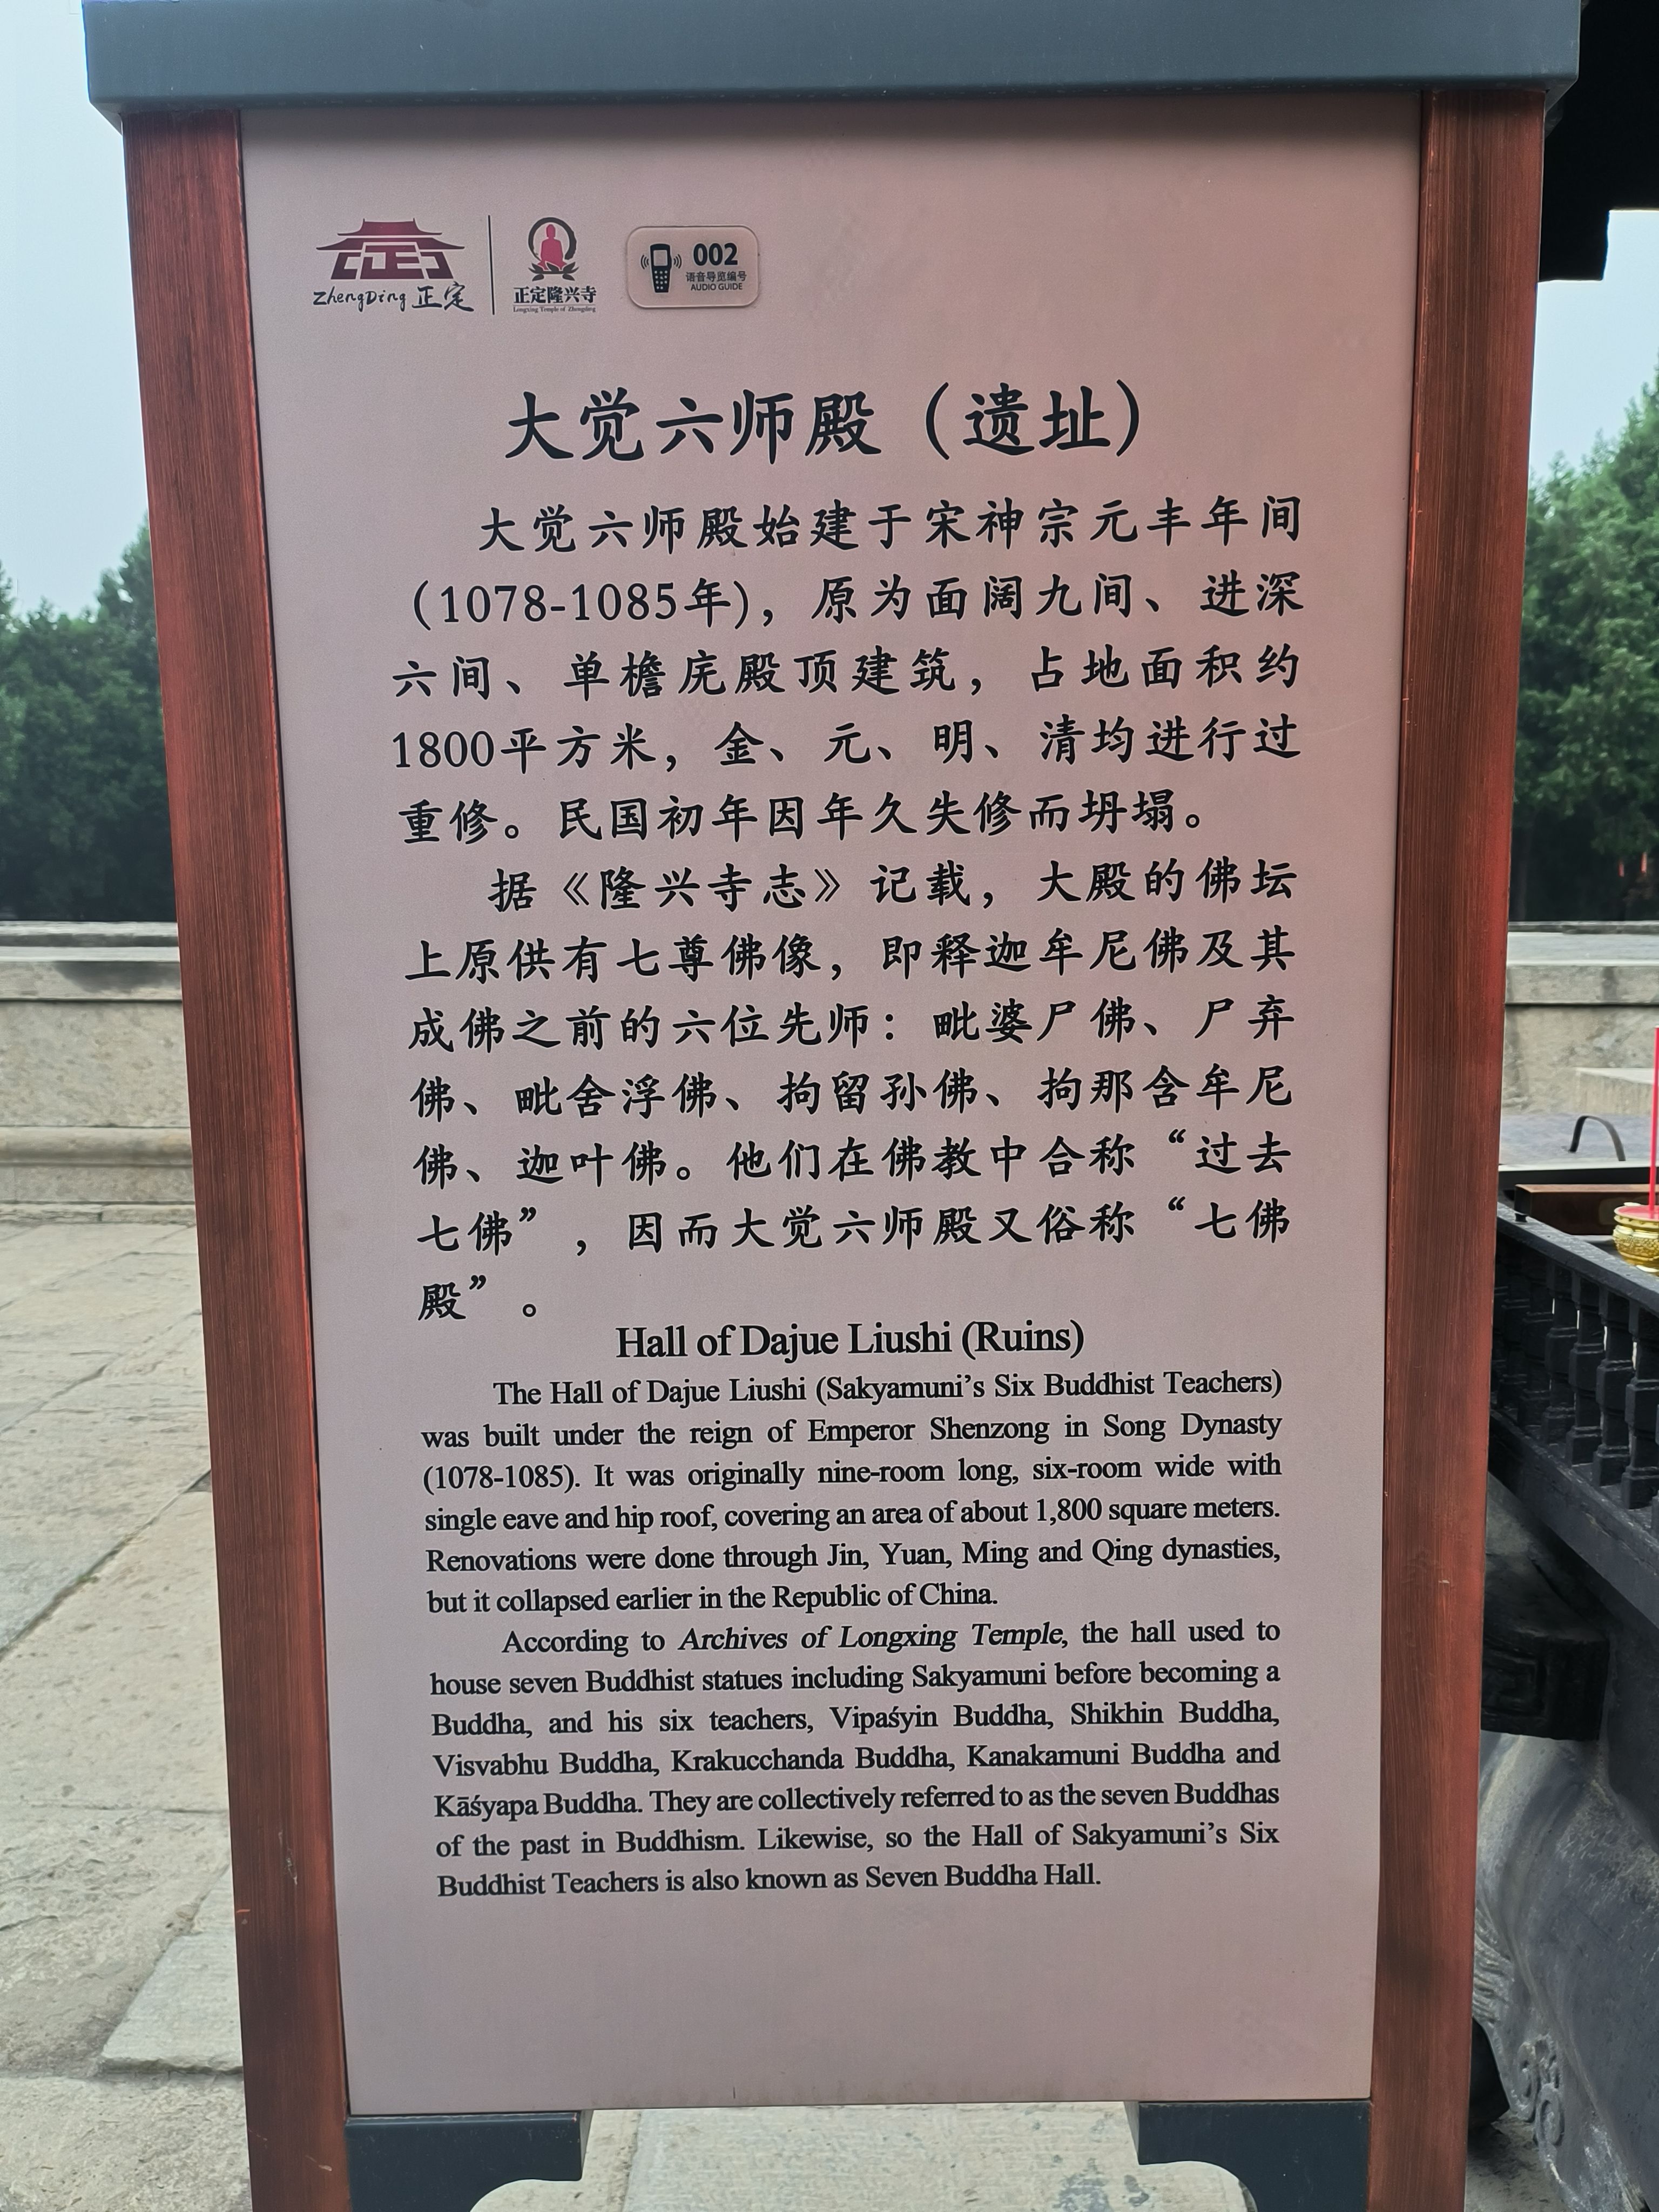 ZhengDing 正定
正定隆兴寺
Longxing Temple of Zhengding
002
语音导览编号
AUDIO GUIDE
大觉六师殿（遗址）
大觉六师殿始建于宋神宗元丰年间
（1078-1085年)，原为面阔九间、进深
六间、单檐庑殿顶建筑，占地面积约
1800平方米，金、元、明、清均进行过
重修。民国初年因年久失修而坍塌。
据《隆兴寺志》记载，大殿的佛坛
上原供有七尊佛像，即释迦牟尼佛及其
成佛之前的六位先师：毗婆尸佛、尸弃
佛、毗舍浮佛、拘留孙佛、拘那含牟尼
佛、迦叶佛。他们在佛教中合称“过去
七佛”，因而大觉六师殿又俗称“七佛
殿”。
Hall of Dajue Liushi (Ruins)
The Hall of Dajue Liushi (Sakyamuni’s Six Buddhist Teachers)
was built under the reign of Emperor Shenzong in Song Dynasty
(1078-1085). It was originally nine-room long, six-room wide with
single eave and hip roof, covering an area of about 1,800 square meters.
Renovations were done through Jin, Yuan, Ming and Qing dynasties,
but it collapsed earlier in the Republic of China.
According to Archives of Longxing Temple, the hall used to
house seven Buddhist statues including Sakyamuni before becoming a
Buddha, and his six teachers, Vipaśyin Buddha, Shikhin Buddha,
Visvabhu Buddha, Krakucchanda Buddha, Kanakamuni Buddha and
Kāśyapa Buddha. They are collectively referred to as the seven Buddhas
of the past in Buddhism. Likewise, so the Hall of Sakyamuni’s Six
Buddhist Teachers is also known as Seven Buddha Hall.